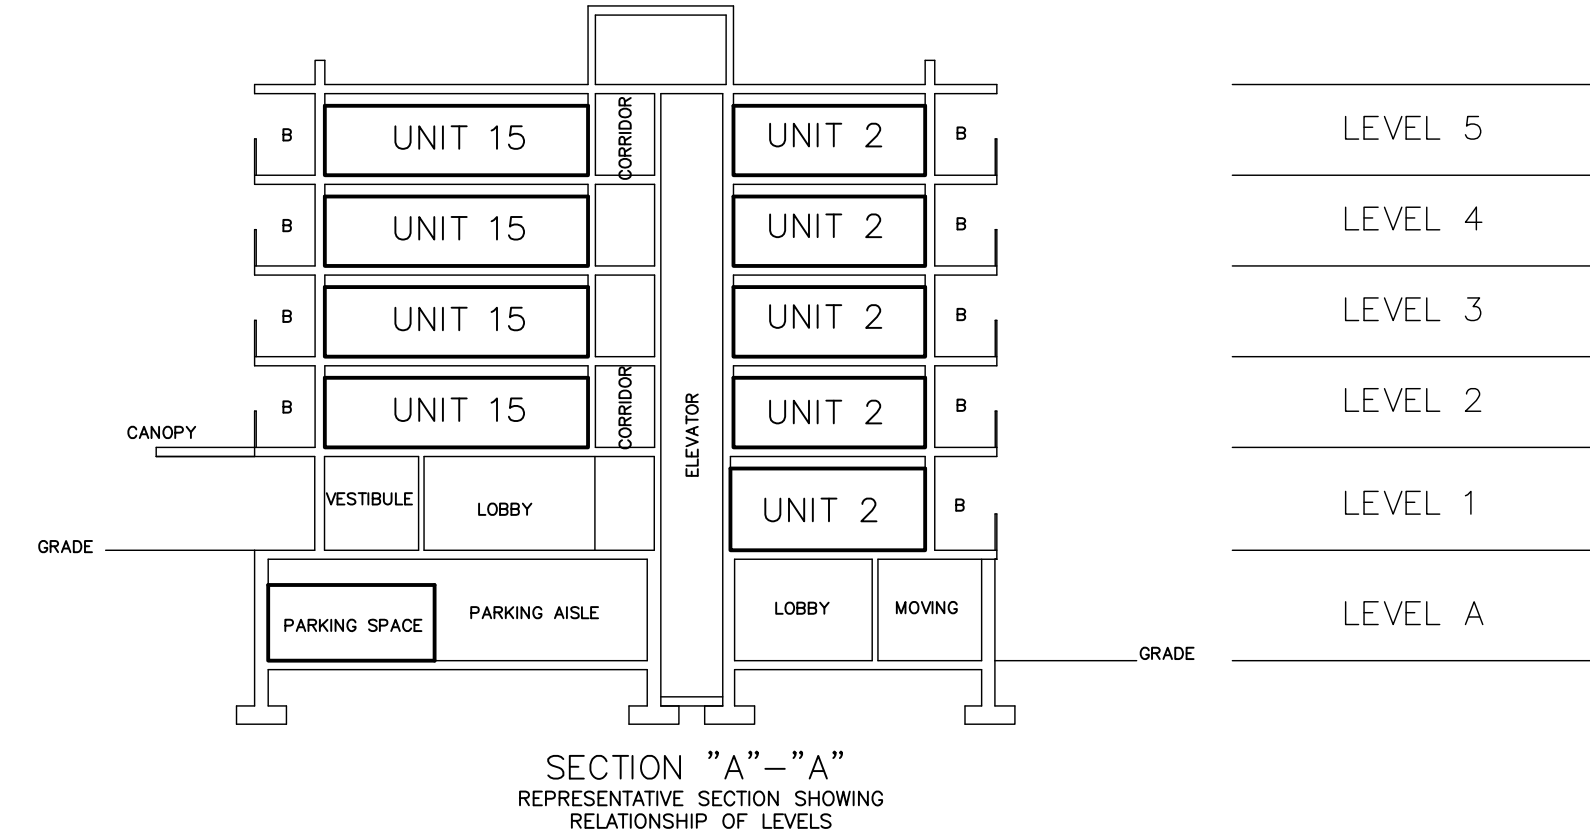 B UNIT 15 CORRIDOR UNIT 2 B LEVEL 5
B UNIT 15 UNIT 2 B LEVEL 4
B UNIT 15 UNIT 2 B LEVEL 3
B UNIT 15 CORRIDOR UNIT 2 B LEVEL 2
CANOPY
ELEVATOR
VESTIBULE LOBBY UNIT 2 B LEVEL 1
GRADE
PARKING SPACE PARKING AISLE LOBBY MOVING LEVEL A
GRADE
SECTION "A"-"A"
REPRESENTATIVE SECTION SHOWING
RELATIONSHIP OF LEVELS